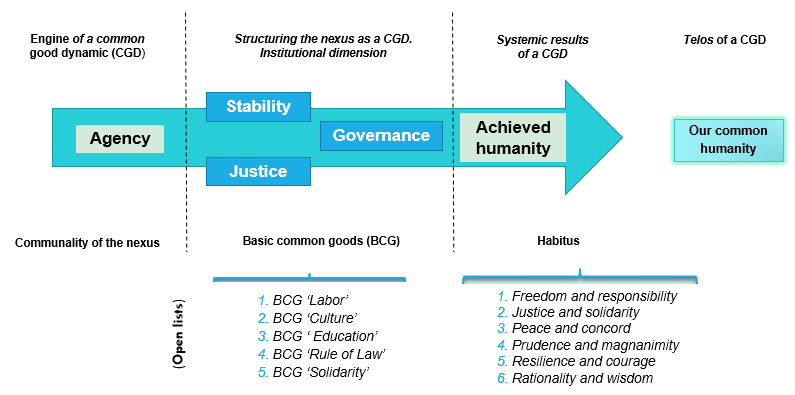 Engine of a common
good dynamic (CGD)
Structuring the nexus as a CGD.
Institutional dimension
Systemic results
of a CGD
Telos of a CGD
Agency
Stability
Justice
Governance
Achieved
humanity
Our common
humanity
Communality of the nexus
Basic common goods (BCG)
Habitus
(Open lists)
1. BCG ‘Labor’
2. BCG ‘Culture’
3. BCG ‘ Education’
4. BCG ‘Rule of Law’
5. BCG ‘Solidarity’
1. Freedom and responsibility
2. Justice and solidarity
3. Peace and concord
4. Prudence and magnanimity
5. Resilience and courage
6. Rationality and wisdom